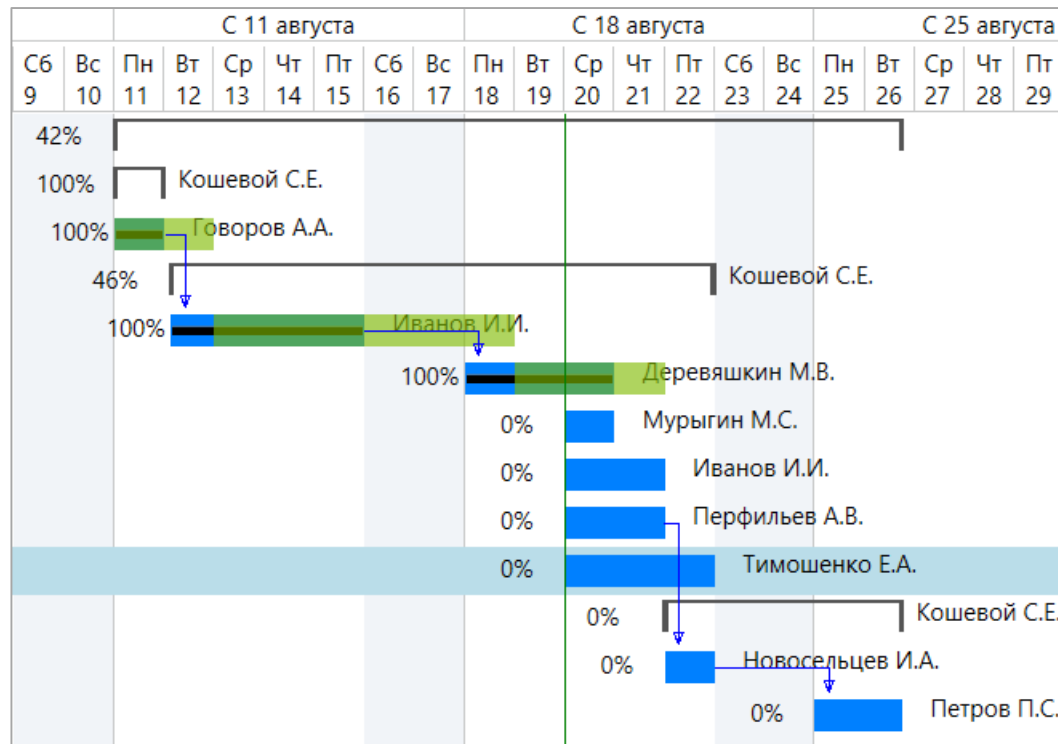 С 11 августа С 18 августа С 25 августа
Сб Вс Пн Вт Ср Чт Пт Сб Вс Пн Вт Ср Чт Пт Сб Вс Пн Вт Ср Чт Пт
9 10 11 12 13 14 15 16 17 18 19 20 21 22 23 24 25 26 27 28 29
42%
100% Кошевой С.Е.
100% Говоров А.А.
46% Кошевой С.Е.
100% Иванов И.И.
100% Деревяшкин М.В.
0% Мурыгин М.С.
0% Иванов И.И.
0% Перфильев А.В.
0% Тимошенко Е.А.
0% Кошевой С.Е.
0% Новосельцев И.А.
0% Петров П.С.